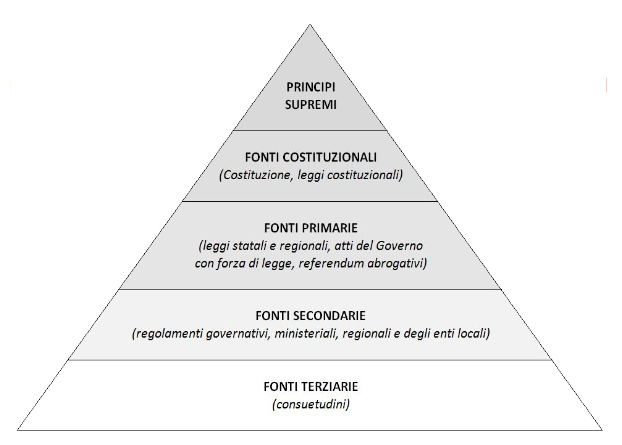 PRINCIPI
SUPREMI
FONTI COSTITUZIONALI
(Costituzione, leggi costituzionali)
FONTI PRIMARIE
(leggi statali e regionali, atti del Governo
con forza di legge, referendum abrogativi)
FONTI SECONDARIE
(regolamenti governativi, ministeriali, regionali e degli enti locali)
FONTI TERZIARIE
(consuetudini)